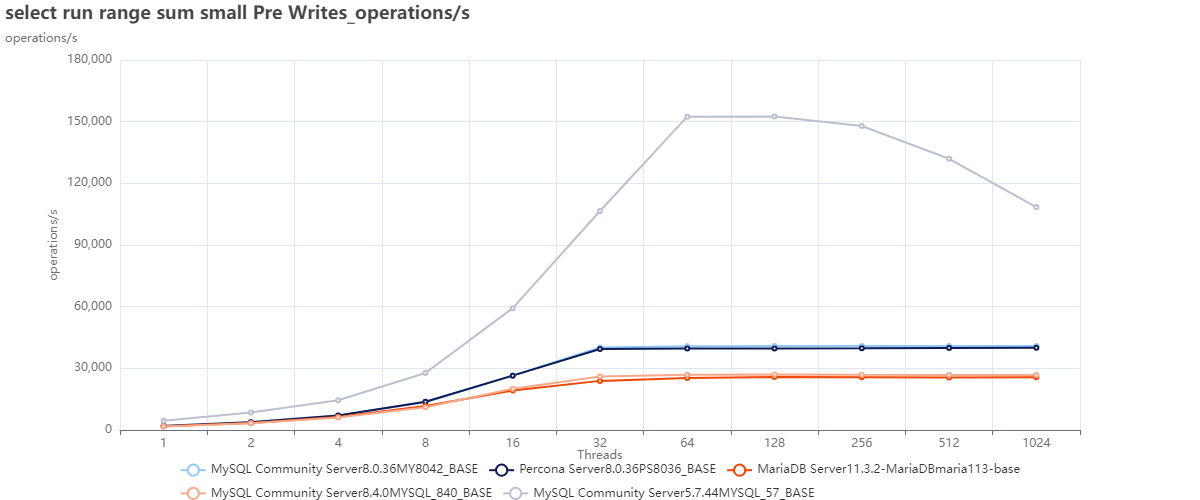 select run range sum small Pre Writes_operations/s
operations/s
180,000
150,000
120,000
90,000
60,000
30,000
0
operations/s
1 2 4 8 16 32 64 128 256 512 1024
Threads
MySQL Community Server8.0.36MY8042_BASE Percona Server8.0.36PS8036_BASE MariaDB Server11.3.2-MariaDBmaria113-base
MySQL Community Server8.4.0MYSQL_840_BASE MySQL Community Server5.7.44MYSQL_57_BASE